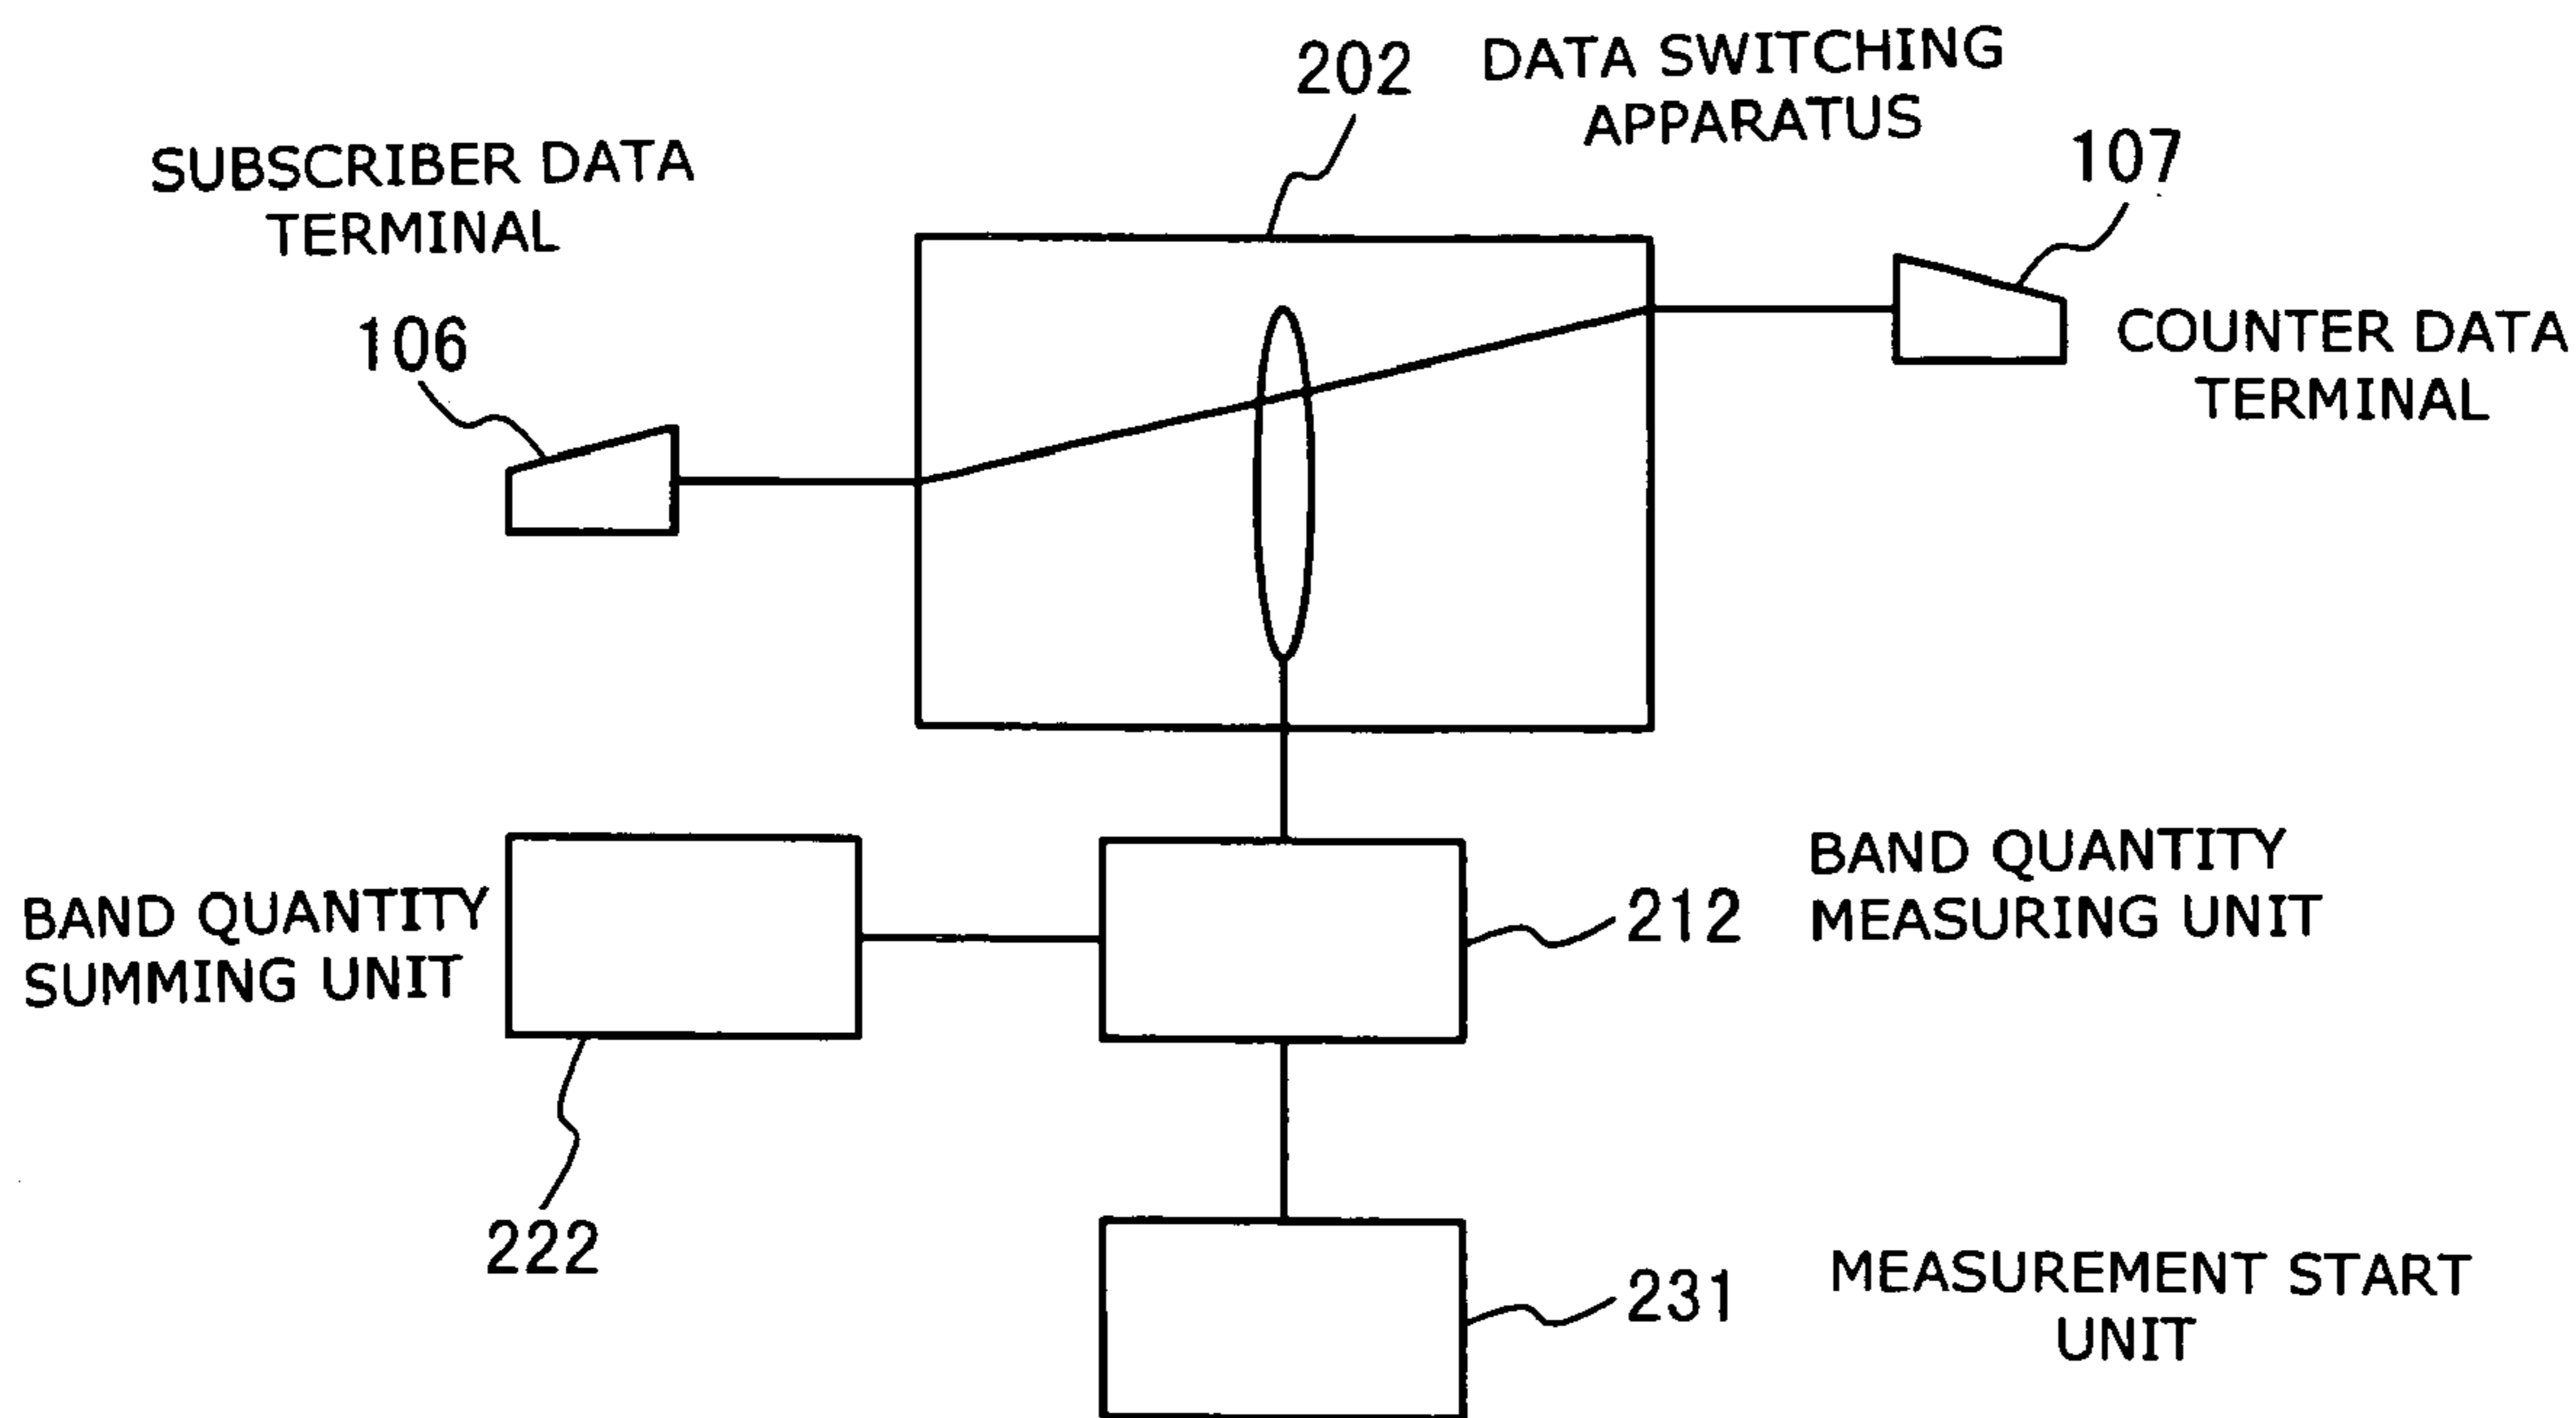 202
DATA SWITCHING
APPARATUS
107
SUBSCRIBER DATA
TERMINAL
106
COUNTER DATA
TERMINAL
BAND QUANTITY
SUMMING UNIT
222
212
BAND QUANTITY
MEASURING UNIT
231
MEASUREMENT START
UNIT